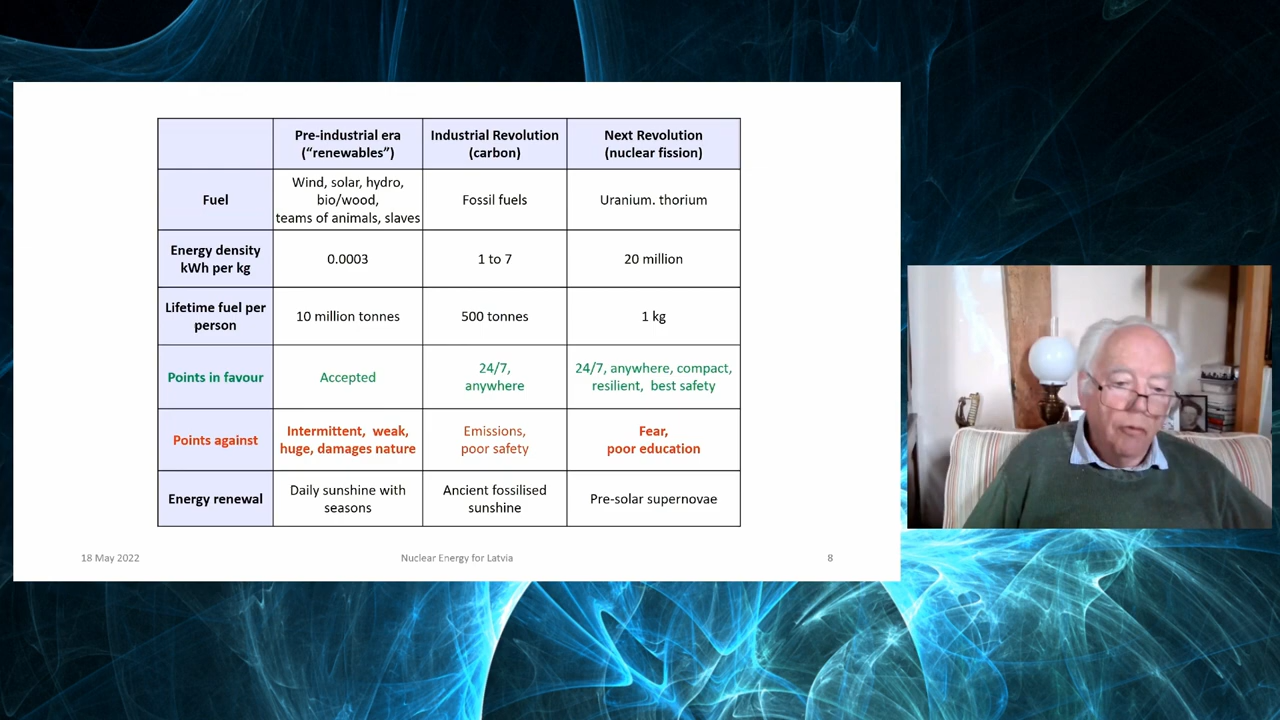 Pre-industrial era
("renewables")
Industrial Revolution
(carbon)
Next Revolution
(nuclear fission)
Fuel
Wind, solar, hydro,
bio/wood,
teams of animals, slaves
Fossil fuels
Uranium. thorium
Energy density
kWh per kg
0.0003
1 to 7
20 million
Lifetime fuel per
person
10 million tonnes
500 tonnes
1 kg
Points in favour
Accepted
24/7,
anywhere
24/7, anywhere, compact,
resilient, best safety
Points against
Intermittent, weak,
huge, damages nature
Emissions,
poor safety
Fear,
poor education
Energy renewal
Daily sunshine with
seasons
Ancient fossilised
sunshine
Pre-solar supernovae
18 May 2022
Nuclear Energy for Latvia
8